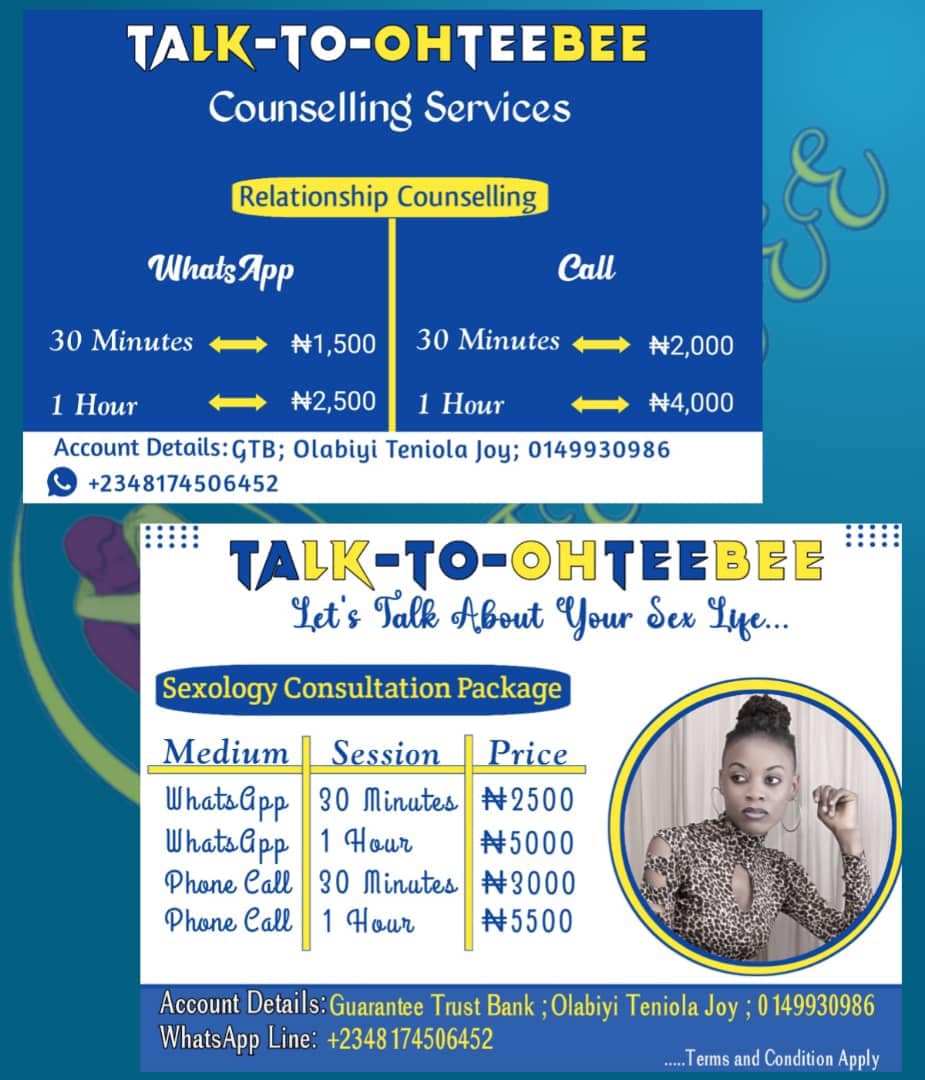 TALK-TO-OHTEEBEE
Counselling Services
Relationship Counselling
WhatsApp
Call
30 Minutes ₦1,500
30 Minutes ₦2,000
1 Hour ₦2,500
1 Hour ₦4,000
Account Details: GTB; Olabiyi Teniola Joy; 0149930986
+2348174506452
TALK-TO-OHTEEBEE
Let's Talk About Your Sex Life...
Sexology Consultation Package
Medium Session Price
WhatsApp 30 Minutes ₦2500
WhatsApp 1 Hour ₦5000
Phone Call 30 Minutes ₦3000
Phone Call 1 Hour ₦5500
Account Details: Guarantee Trust Bank ; Olabiyi Teniola Joy ; 0149930986
WhatsApp Line: +2348174506452
.....Terms and Condition Apply